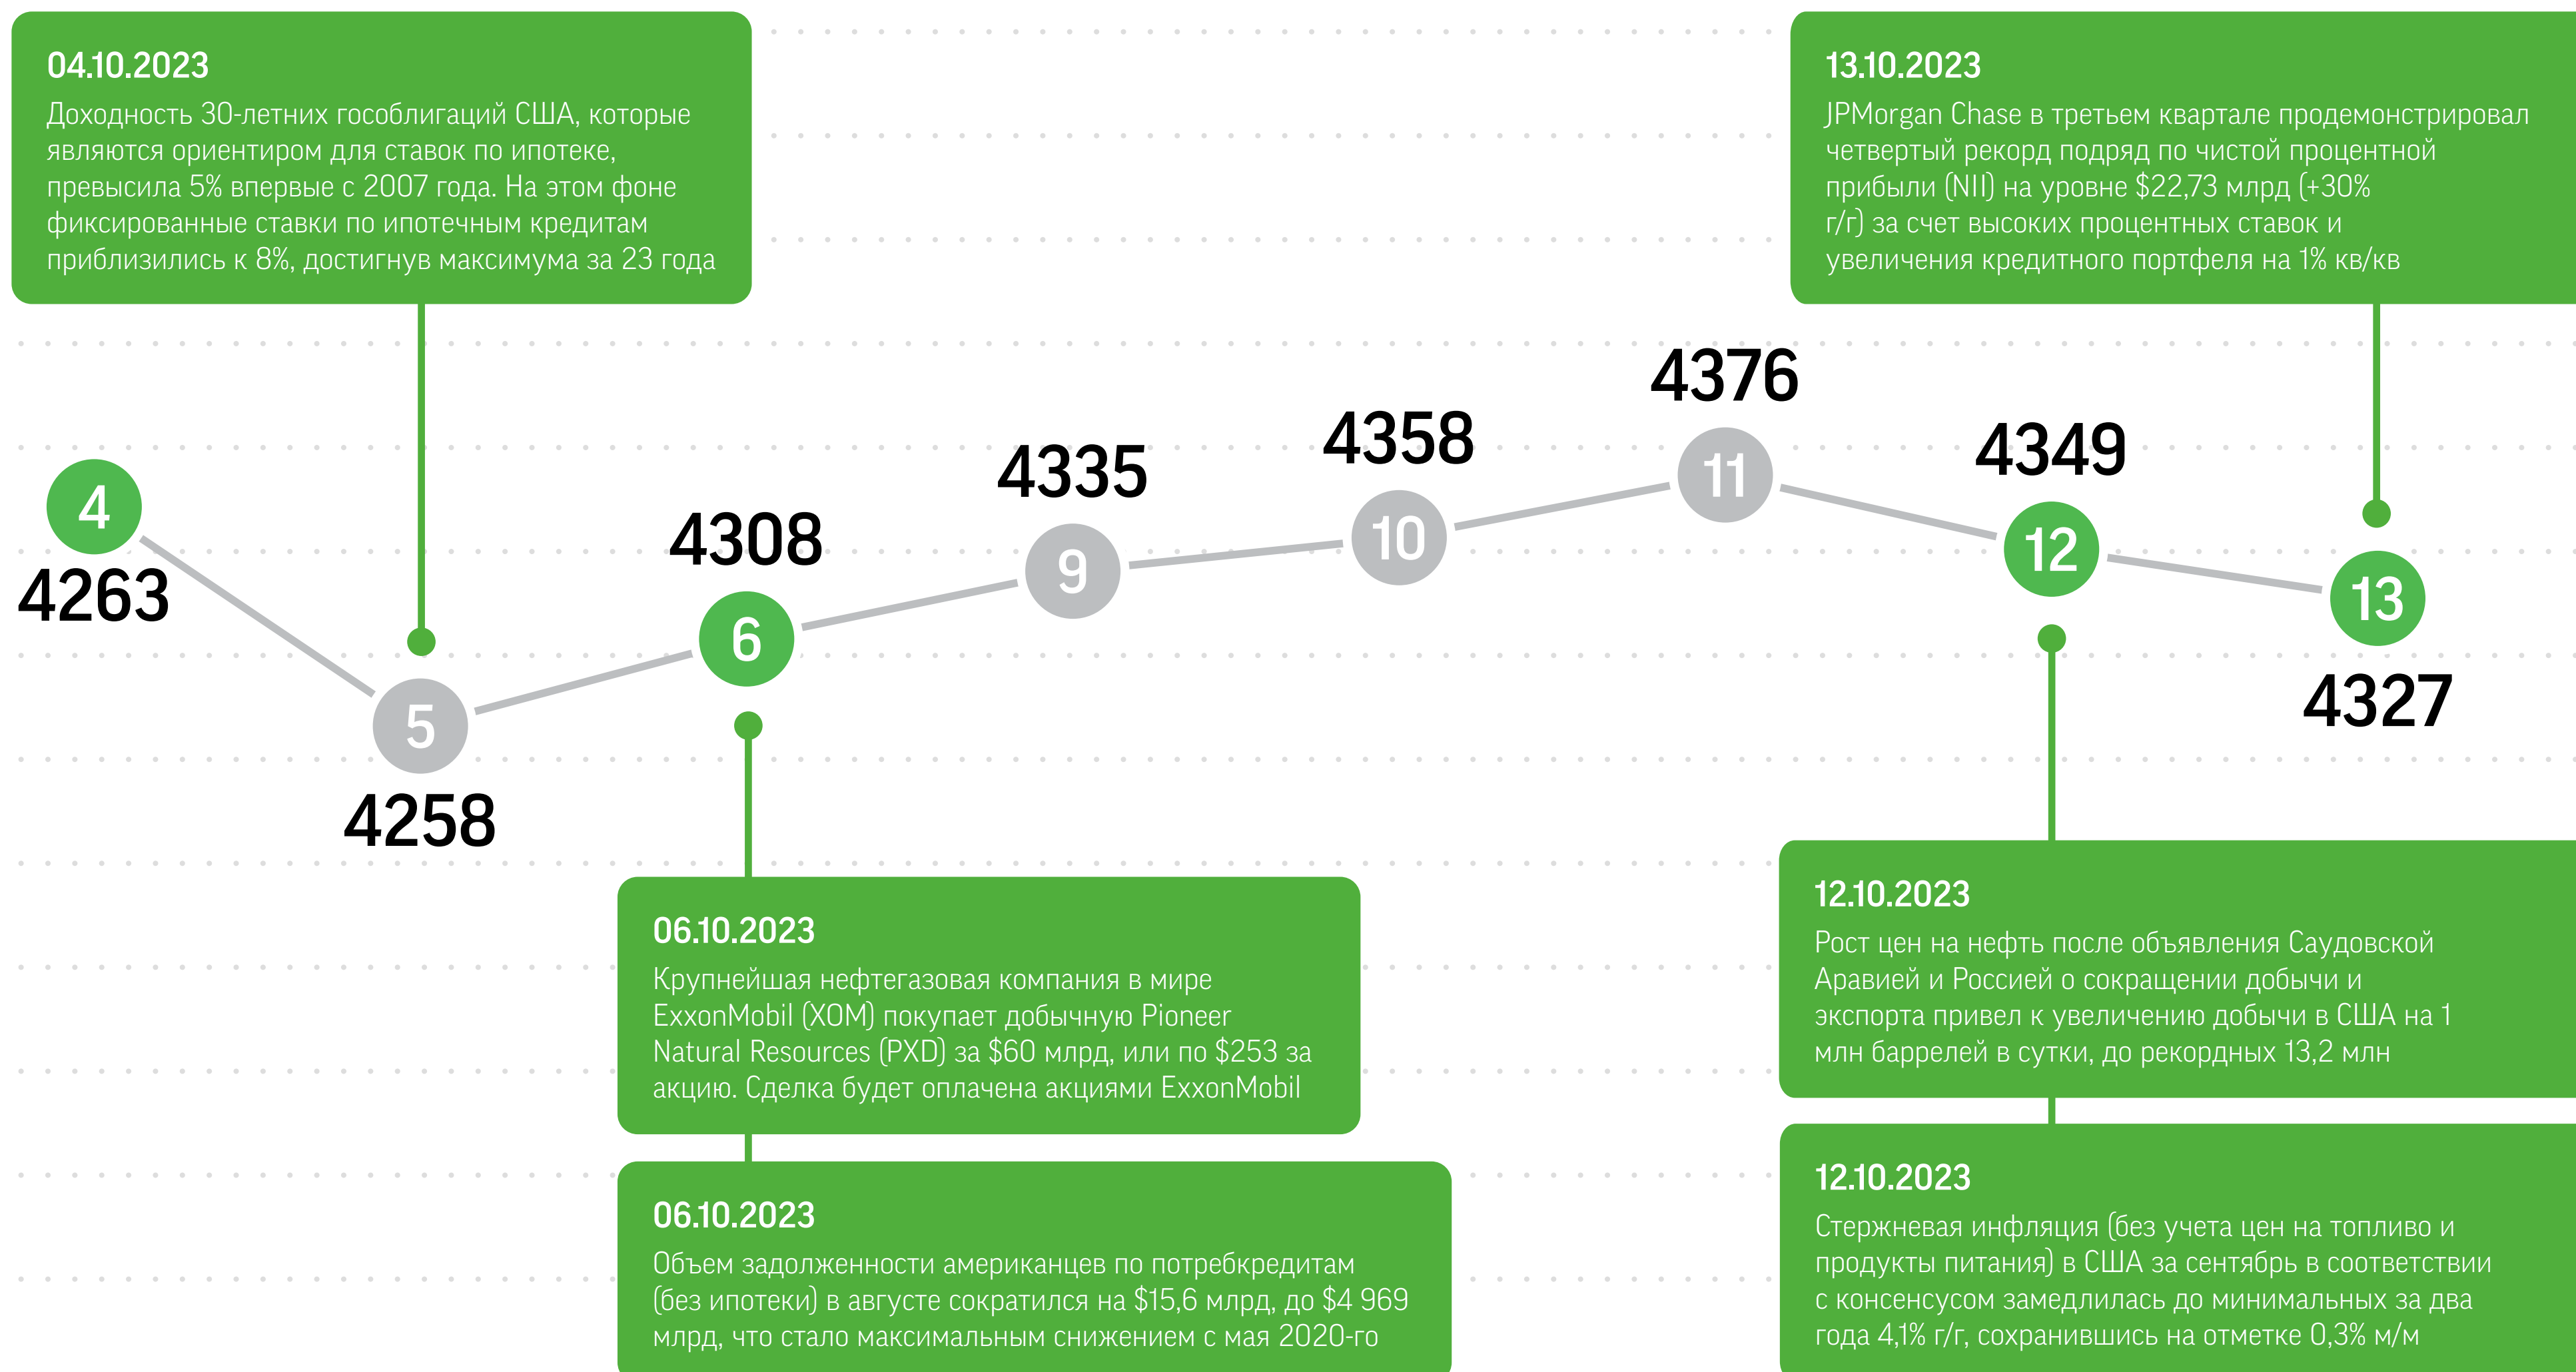 04.10.2023
Доходность 30-летних гособлигаций США, которые
являются ориентиром для ставок по ипотеке,
превысила 5% впервые с 2007 года. На этом фоне
фиксированные ставки по ипотечным кредитам
приблизились к 8%, достигнув максимума за 23 года
13.10.2023
JPMorgan Chase в третьем квартале продемонстрировал
четвертый рекорд подряд по чистой процентной
прибыли (NII) на уровне $22,73 млрд (+30%
г/г) за счет высоких процентных ставок и
увеличения кредитного портфеля на 1% кв/кв
4
4263
5
4258
4308
6
4335
9
4358
10
4376
11
4349
12
13
4327
06.10.2023
Крупнейшая нефтегазовая компания в мире
ExxonMobil (XOM) покупает добычную Pioneer
Natural Resources (PXD) за $60 млрд, или по $253 за
акцию. Сделка будет оплачена акциями ExxonMobil
06.10.2023
Объем задолженности американцев по потребкредитам
(без ипотеки) в августе сократился на $15,6 млрд, до $4 969
млрд, что стало максимальным снижением с мая 2020-го
12.10.2023
Рост цен на нефть после объявления Саудовской
Аравией и Россией о сокращении добычи и
экспорта привел к увеличению добычи в США на 1
млн баррелей в сутки, до рекордных 13,2 млн
12.10.2023
Стержневая инфляция (без учета цен на топливо и
продукты питания) в США за сентябрь в соответствии
с консенсусом замедлилась до минимальных за два
года 4,1% г/г, сохранившись на отметке 0,3% м/м